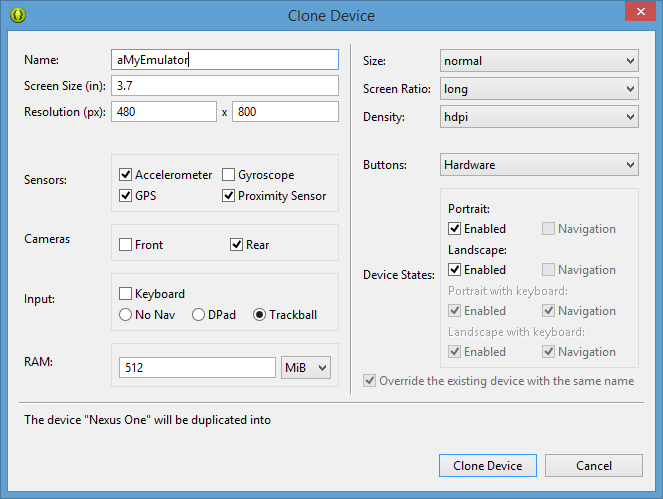 Clone Device
Name: aMyEmulator
Screen Size (in): 3.7
Resolution (px): 480 x 800
Sensors:
Accelerometer Gyroscope
GPS Proximity Sensor
Cameras
Front Rear
Input:
Keyboard
No Nav DPad Trackball
RAM:
512 MiB
Size: normal
Screen Ratio: long
Density: hdpi
Buttons: Hardware
Device States:
Portrait:
Enabled Navigation
Landscape:
Enabled Navigation
Portrait with keyboard:
Enabled Navigation
Landscape with keyboard:
Enabled Navigation
Override the existing device with the same name
The device "Nexus One" will be duplicated into
Clone Device Cancel